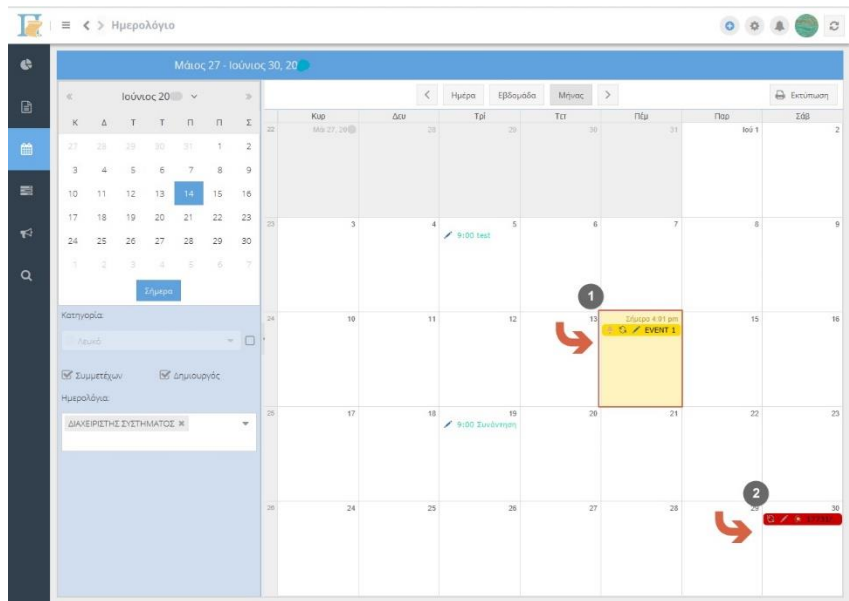 Ημερολόγιο
Μάιος 27 - Ιούνιος 30, 20
Ιούνιος 20
Κ Δ Τ Τ Π Π Σ
27 28 29 30 31 1 2
3 4 5 6 7 8 9
10 11 12 13 14 15 16
17 18 19 20 21 22 23
24 25 26 27 28 29 30
1 2 3 4 5 6 7
Σήμερα
Κατηγορία:
Λευκό
Συμμετέχων Δημιουργός
Ημερολόγια:
ΔΙΑΧΕΙΡΙΣΤΗΣ ΣΥΣΤΗΜΑΤΟΣ
Ημέρα Εβδομάδα Μήνας Εκτύπωση
Κυρ Δευ Τρί Τετ Πέμ Παρ Σάβ
22 Μάι 27, 20 28 29 30 31 Ιού 1 2
23 3 4 5 6 7 8 9
9:00 test
1
24 10 11 12 13 Σήμερα 4:01 pm 15 16
EVENT 1
25 17 18 19 20 21 22 23
9:00 Συνάντηση
2
26 24 25 26 27 28 29 30